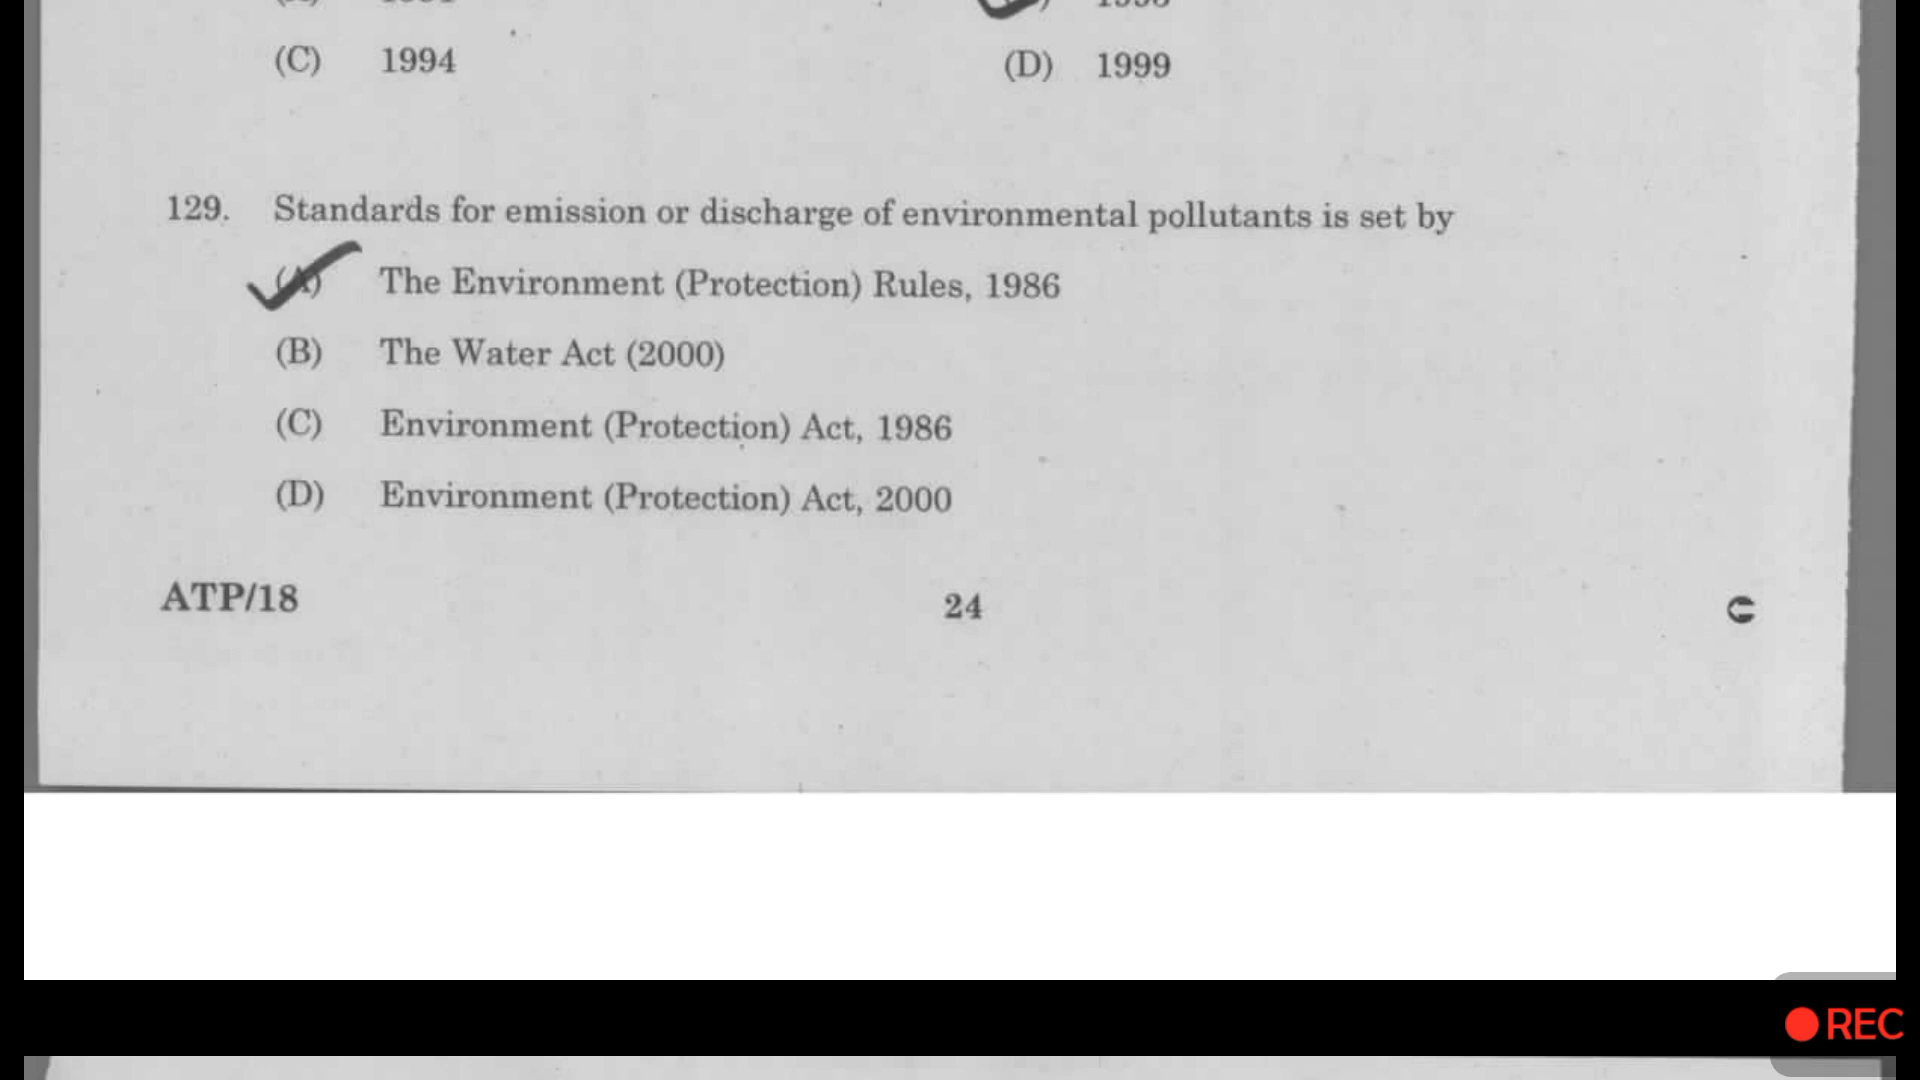 (C) 1994 (D) 1999
129. Standards for emission or discharge of environmental pollutants is set by
(A) The Environment (Protection) Rules, 1986
(B) The Water Act (2000)
(C) Environment (Protection) Act, 1986
(D) Environment (Protection) Act, 2000
ATP/18 24
REC